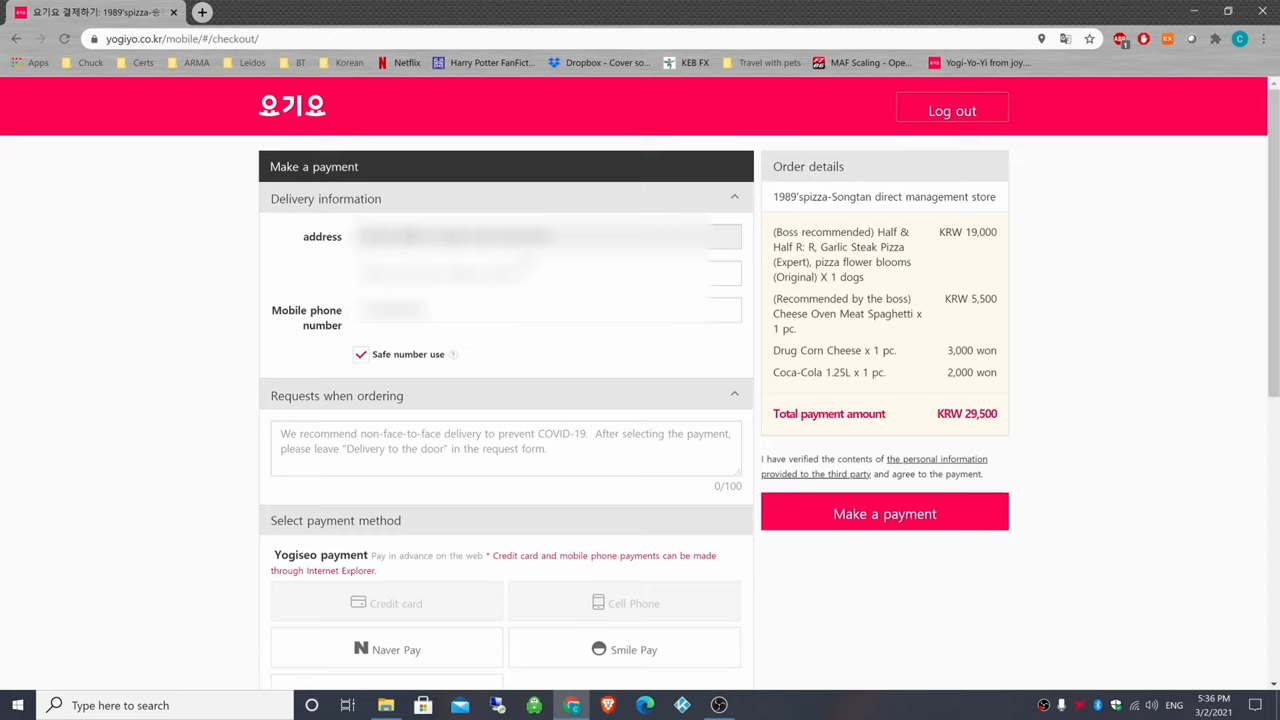 요기요 결제하기: 1989'spizza-송
yogiyo.co.kr/mobile/#/checkout/
Apps Chuck Certs ARMA Leidos BT Korean Netflix Harry Potter FanFic... Dropbox - Cover so... KEB FX Travel with pets MAF Scaling - Ope... Yogi-Yo-Yi from joy....
요기요
Log out
Make a payment
Delivery information
address
Mobile phone
number
Safe number use ?
Requests when ordering
We recommend non-face-to-face delivery to prevent COVID-19. After selecting the payment,
please leave "Delivery to the door" in the request form.
0/100
Select payment method
Yogiseo payment Pay in advance on the web * Credit card and mobile phone payments can be made
through Internet Explorer.
Credit card
Cell Phone
Naver Pay
Smile Pay
Order details
1989'spizza-Songtan direct management store
(Boss recommended) Half & KRW 19,000
Half R: R, Garlic Steak Pizza
(Expert), pizza flower blooms
(Original) X 1 dogs
(Recommended by the boss) KRW 5,500
Cheese Oven Meat Spaghetti x
1 pc.
Drug Corn Cheese x 1 pc. 3,000 won
Coca-Cola 1.25L x 1 pc. 2,000 won
Total payment amount KRW 29,500
I have verified the contents of the personal information
provided to the third party and agree to the payment.
Make a payment
Type here to search
ENG
5:36 PM
3/2/2021